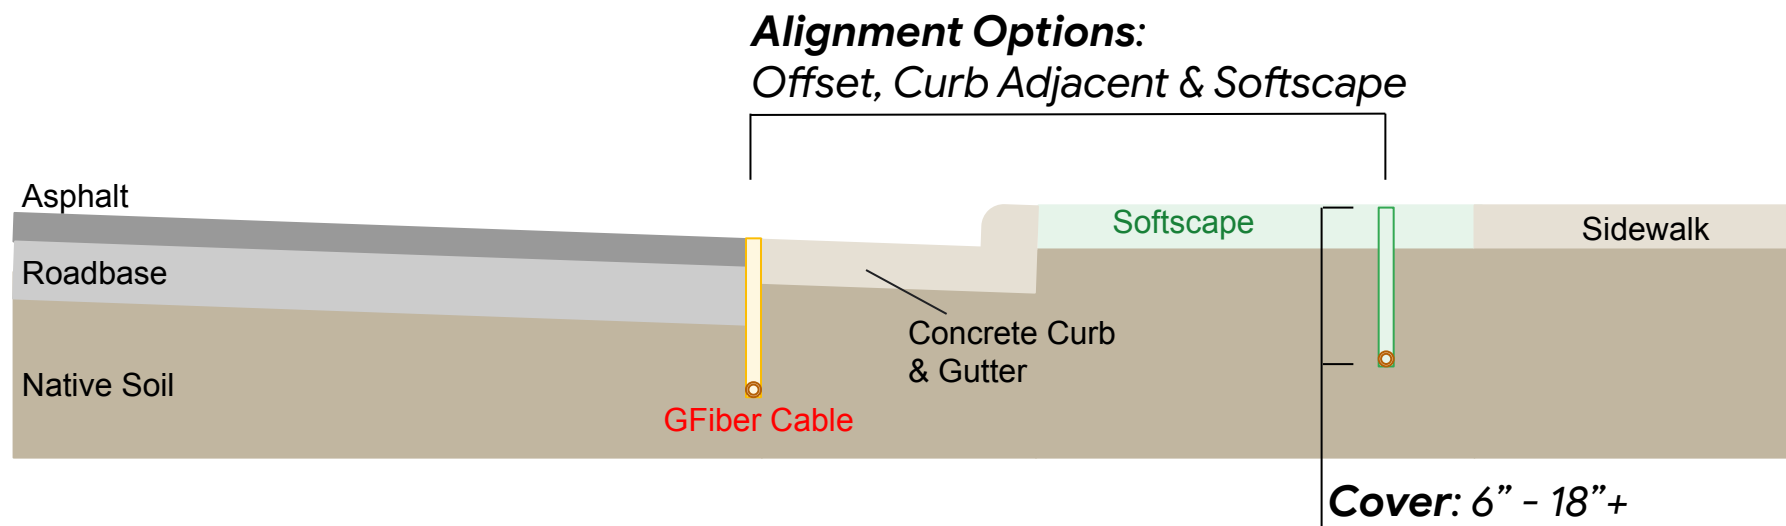 Alignment Options:
Offset, Curb Adjacent & Softscape
Asphalt
Softscape
Sidewalk
Roadbase
Concrete Curb
& Gutter
Native Soil
GFiber Cable
Cover: 6” - 18”+